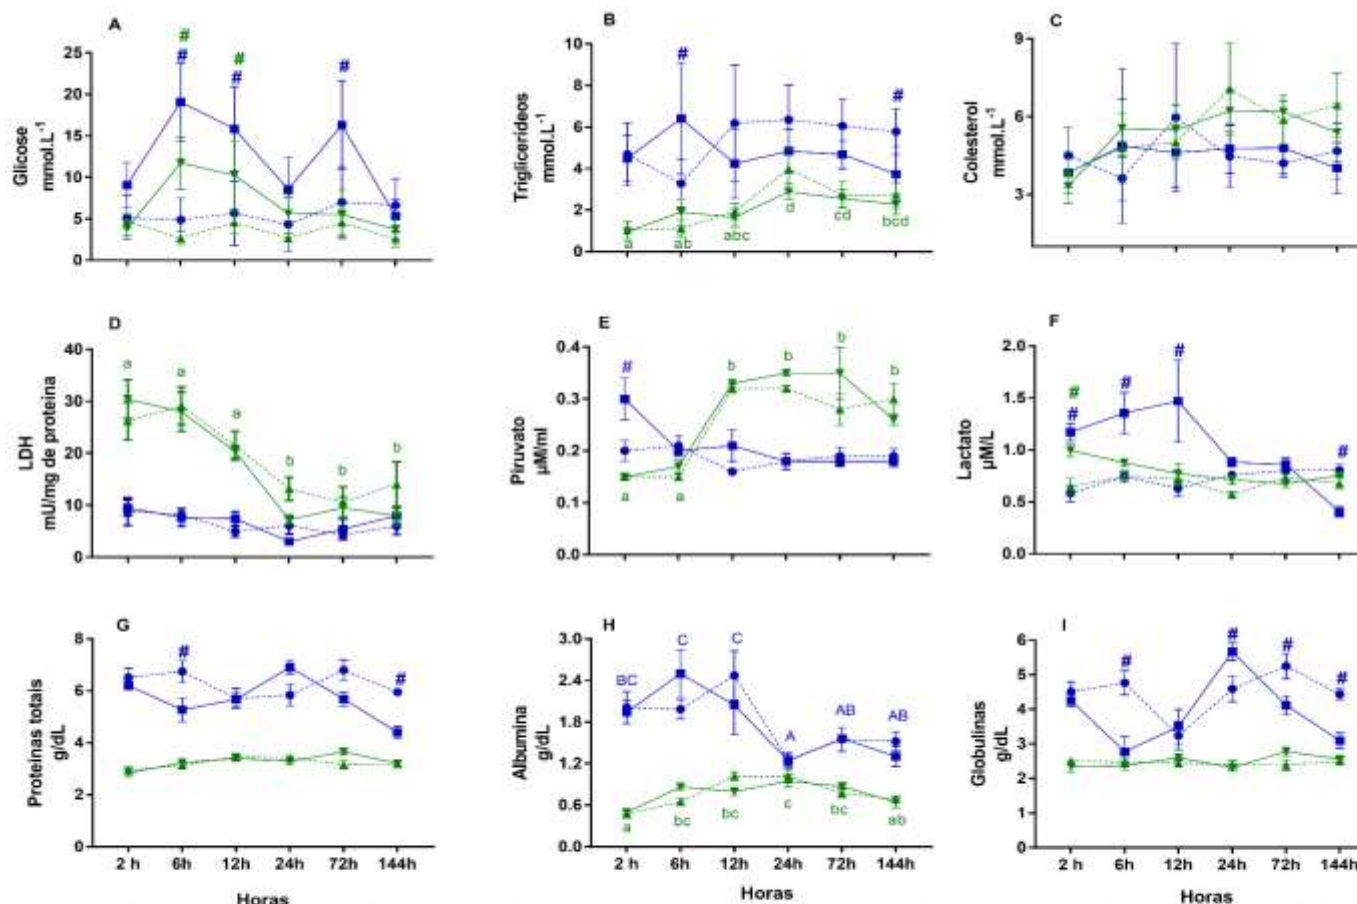 A
Glicose
mmol.L-1
25
20
15
10
5
0
# #
# # #
#
B
Triglicerídeos
mmol.L-1
10
8
6
4
2
0
# #
a ab abc d cd bcd
C
Colesterol
mmol.L-1
9
6
3
D
LDH
mU/mg de proteína
40
30
20
10
0
a a a b b b
E
Piruvato
µM/ml
0.4
0.3
0.2
0.1
0.0
#
b b b b
a a
F
Lactato
µM/L
2.0
1.5
1.0
0.5
0.0
# # # #
#
G
Proteínas totais
g/dL
8
6
4
2
0
# #
2 h 6h 12h 24h 72h 144h
Horas
H
Albumina
g/dL
3.0
2.4
1.8
1.2
0.6
0.0
BC C C A AB AB
a bc bc c bc ab
2 h 6h 12h 24h 72h 144h
Horas
I
Globulinas
g/dL
6
5
4
3
2
1
0
# # # #
2 h 6h 12h 24h 72h 144h
Horas